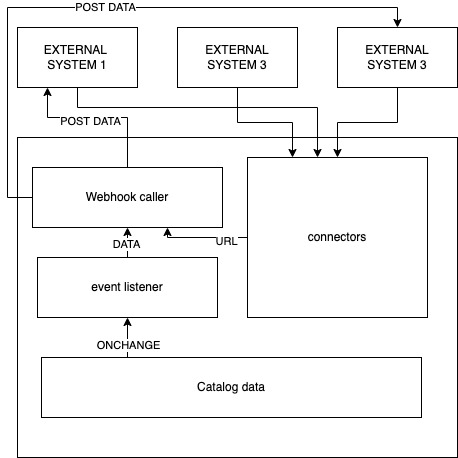 POST DATA
EXTERNAL
SYSTEM 1
EXTERNAL
SYSTEM 3
EXTERNAL
SYSTEM 3
POST DATA
Webhook caller
connectors
DATA
URL
event listener
ONCHANGE
Catalog data